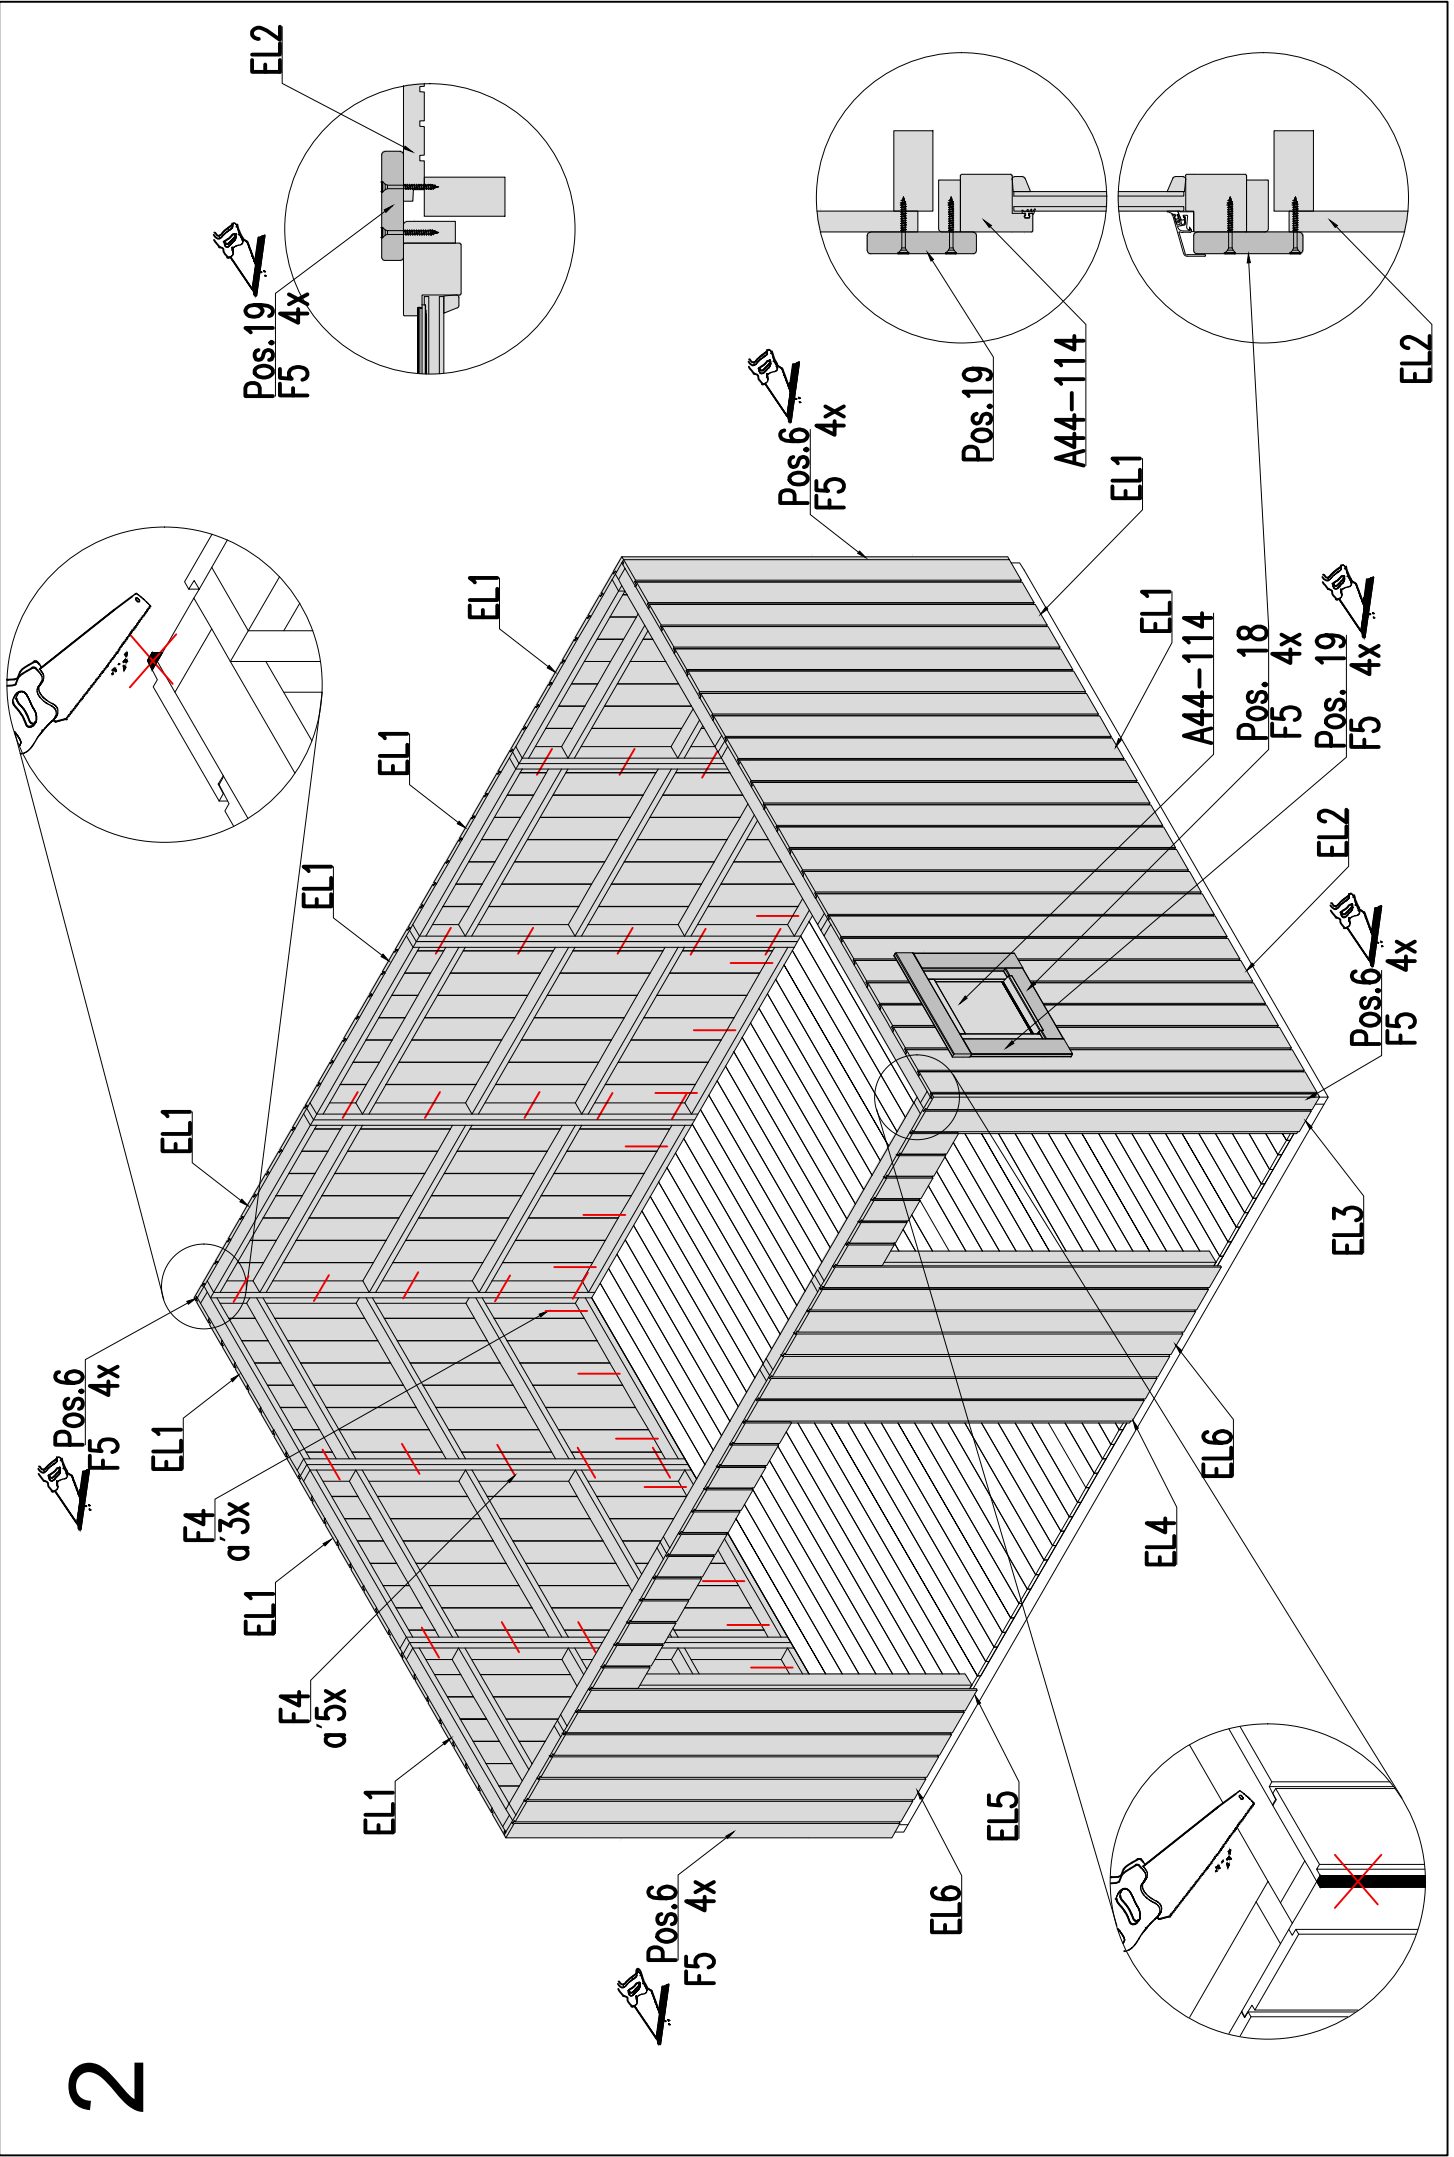 2
Pos.6
F5 4x
EL1
EL1
F4
a´3x
Pos.19
F5 4x
EL1
EL2
F4
a´5x
EL1
EL1
EL1
EL1
Pos.6
F5 4x
Pos.6
F5 4x
EL6
Pos.19
EL5
A44-114
EL1
EL1
EL4
A44-114
EL6
Pos. 18
F5 4x
Pos. 19
F5 4x
EL2
EL3
Pos.6
F5 4x
EL2